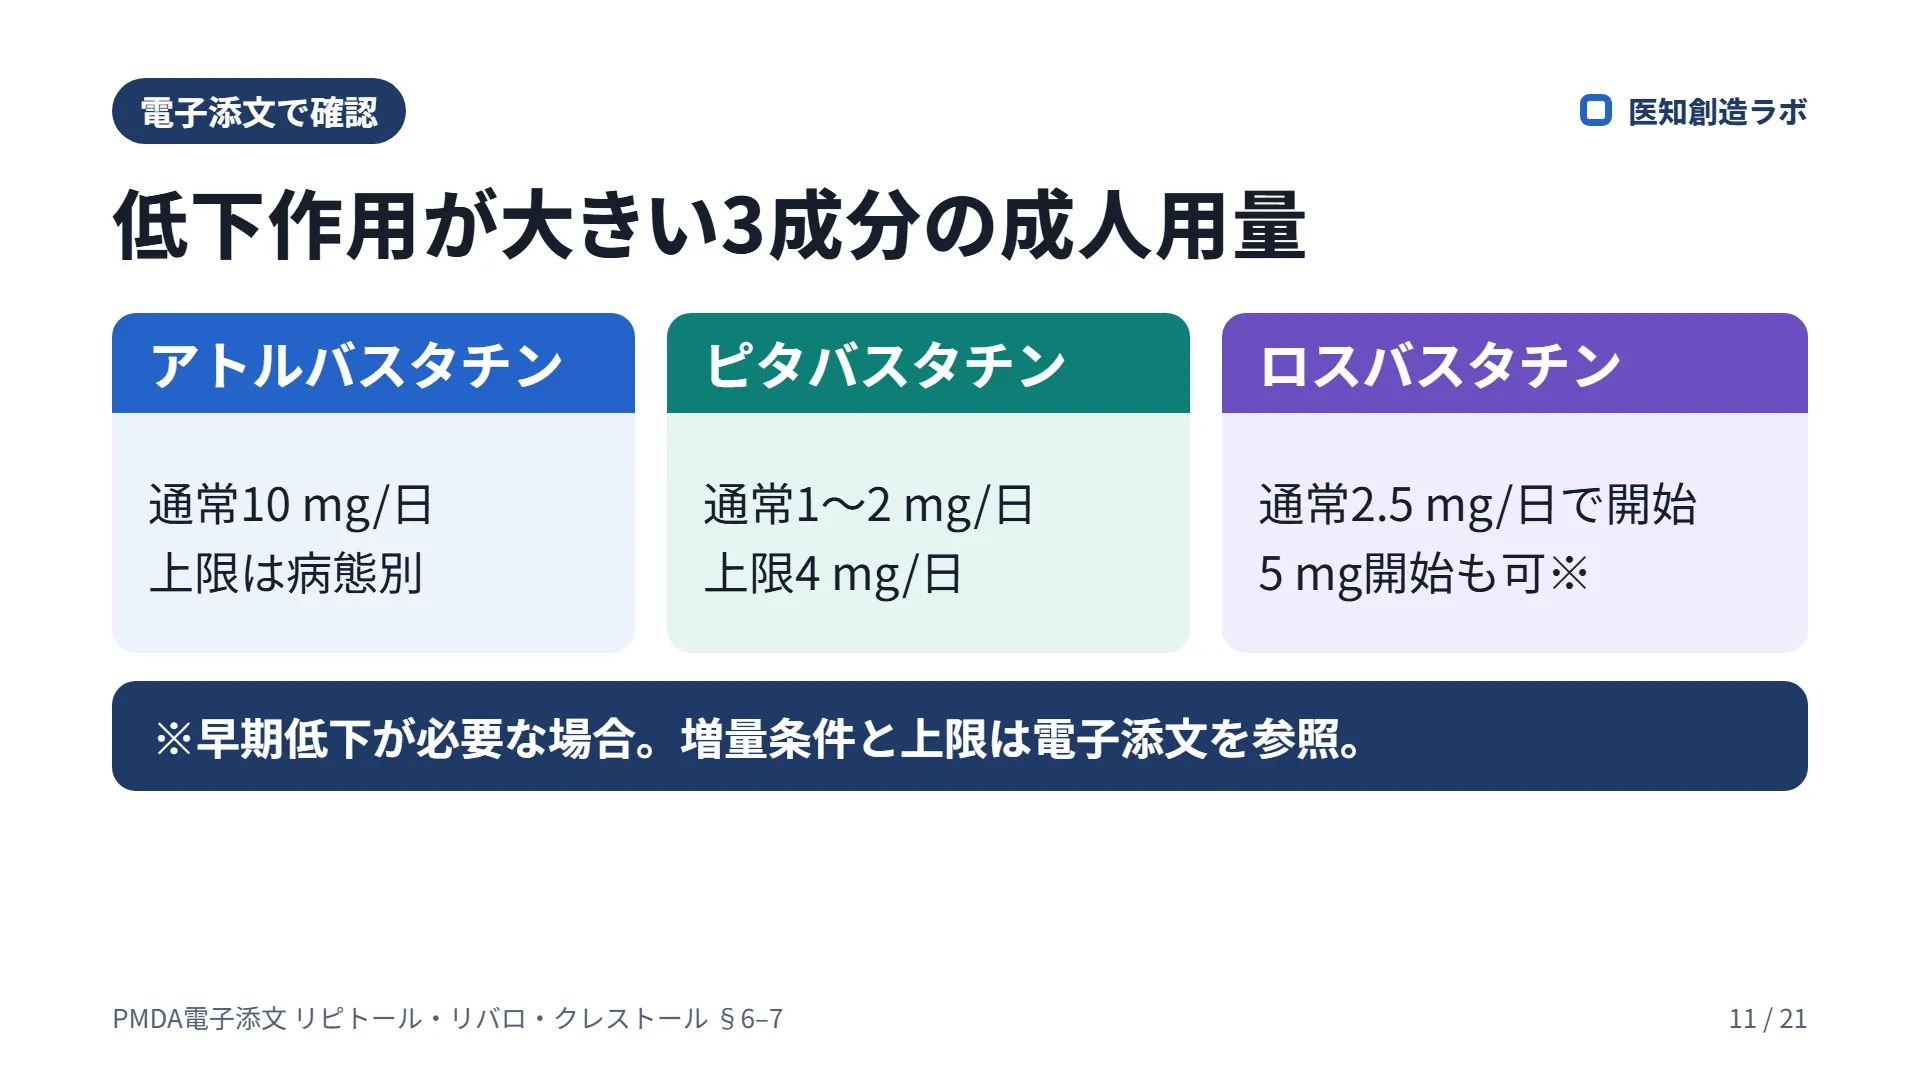 電子添文で確認
医知創造ラボ
低下作用が大きい3成分の成人用量
アトルバスタチン
通常10 mg/日
上限は病態別
ピタバスタチン
通常1〜2 mg/日
上限4 mg/日
ロスバスタチン
通常2.5 mg/日で開始
5 mg開始も可※
※早期低下が必要な場合。増量条件と上限は電子添文を参照。
PMDA電子添文 リピトール・リバロ・クレストール §6–7
11 / 21